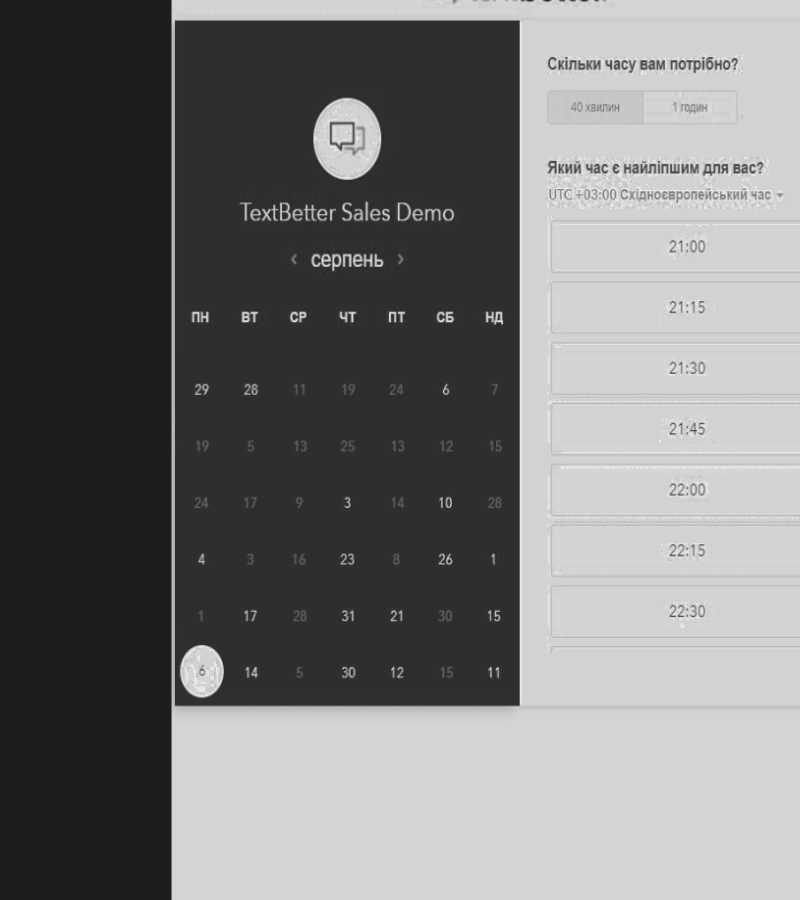 TextBetter Sales Demo
‹ серпень ›
ПН ВТ СР ЧТ ПТ СБ НД
29 28 11 19 24 6 7
19 5 13 25 13 12 15
24 17 9 3 14 10 28
4 3 16 23 8 26 1
1 17 28 31 21 30 15
6 14 5 30 12 15 11
Скільки часу вам потрібно?
40 хвилин 1 годин
Який час є найліпшим для вас?
UTC +03:00 Східноєвропейський час
21:00
21:15
21:30
21:45
22:00
22:15
22:30